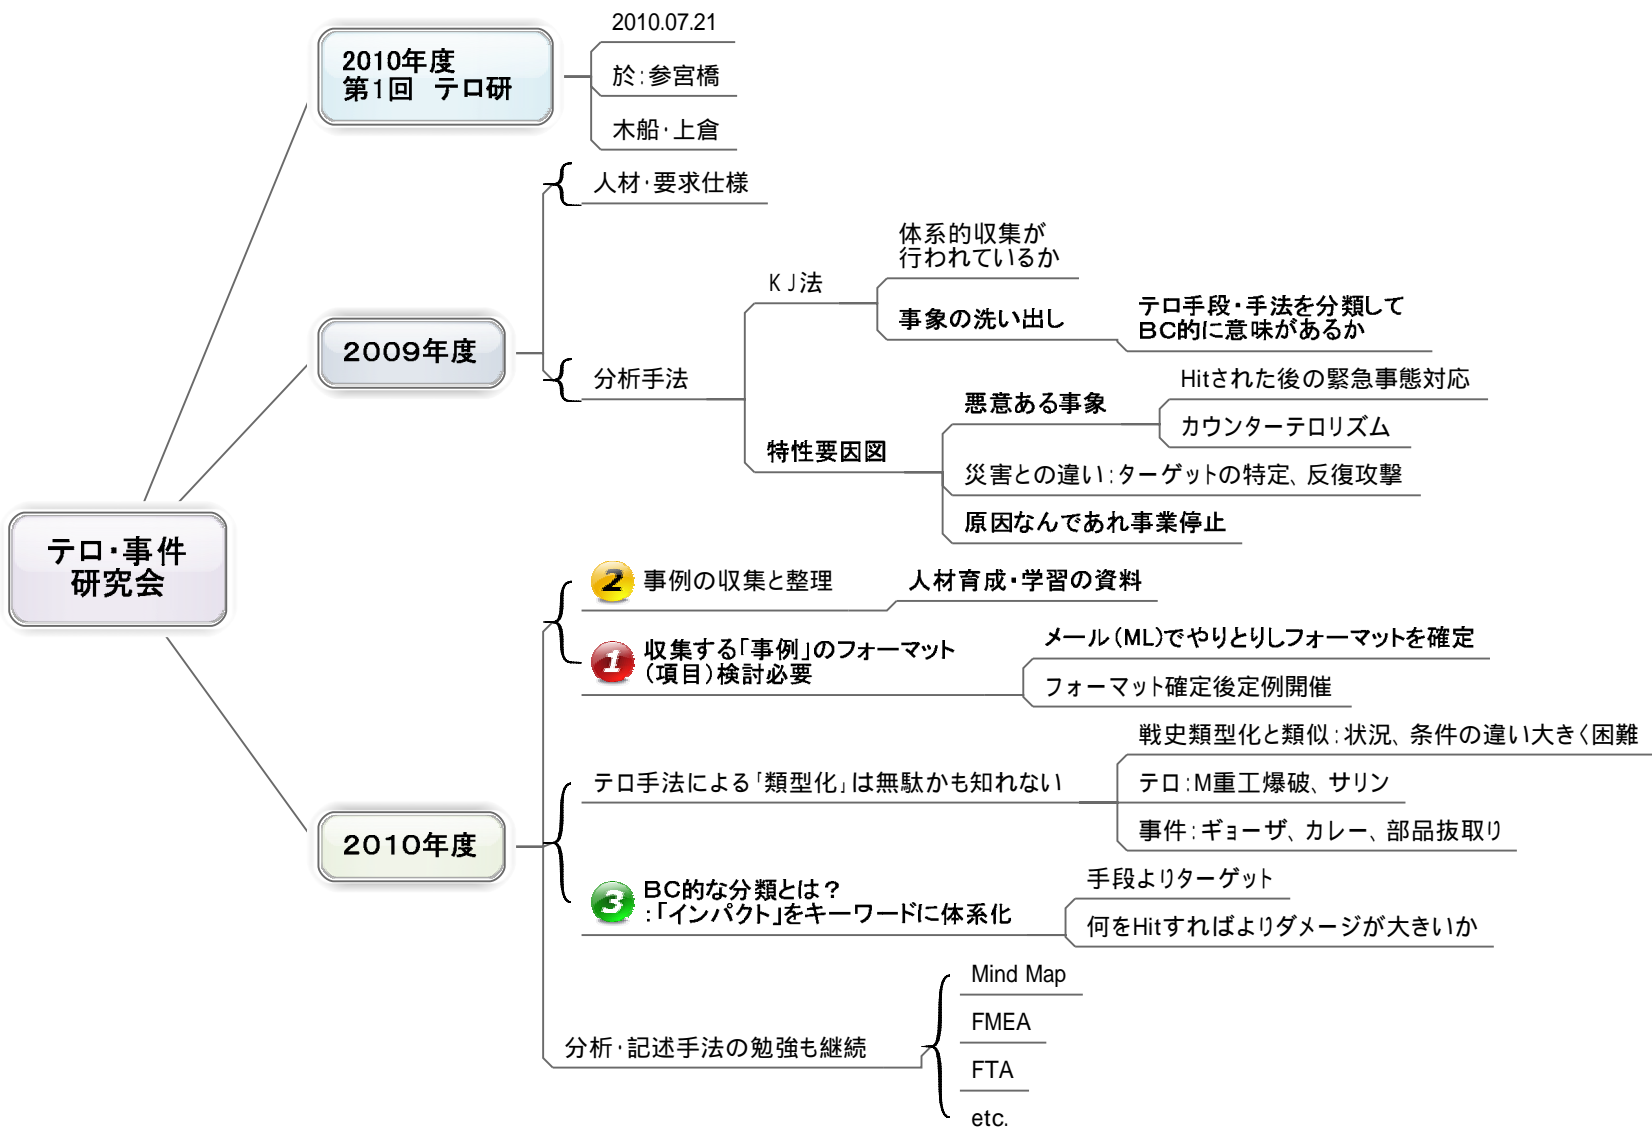 2010年度
第1回　テロ研
2010.07.21
於：参宮橋
木船・上倉
2009年度
人材・要求仕様
分析手法
ＫＪ法
体系的収集が
行われているか
事象の洗い出し
テロ手段・手法を分類して
BC的に意味があるか
特性要因図
悪意ある事象
Hitされた後の緊急事態対応
カウンターテロリズム
災害との違い：ターゲットの特定、反復攻撃
原因なんであれ事業停止
テロ・事件
研究会
2010年度
2 事例の収集と整理
人材育成・学習の資料
1 収集する「事例」のフォーマット
（項目）検討必要
メール（ML）でやりとりしフォーマットを確定
フォーマット確定後定例開催
テロ手法による「類型化」は無駄かも知れない
戦史類型化と類似：状況、条件の違い大きく困難
テロ：M重工爆破、サリン
事件：ギョーザ、カレー、部品抜取り
3 BC的な分類とは？
：「インパクト」をキーワードに体系化
手段よりターゲット
何をHitすればよりダメージが大きいか
分析・記述手法の勉強も継続
Mind Map
FMEA
FTA
etc.